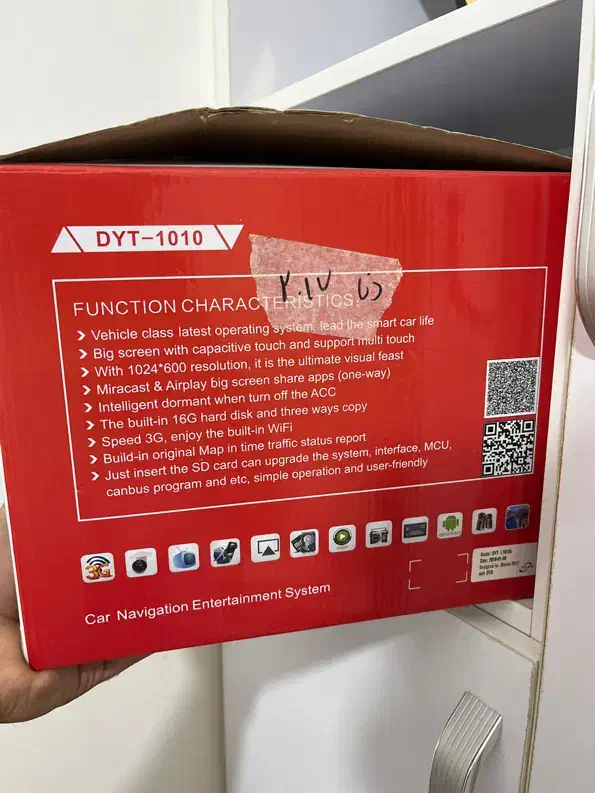 DYT-1010
FUNCTION CHARACTERISTICS:
Vehicle class latest operating system, lead the smart car life
Big screen with capacitive touch and support multi touch
With 1024*600 resolution, it is the ultimate visual feast
Miracast & Airplay big screen share apps (one-way)
Intelligent dormant when turn off the ACC
The built-in 16G hard disk and three ways copy
Speed 3G, enjoy the built-in WiFi
Build-in original Map in time traffic status report
Just insert the SD card can upgrade the system, interface, MCU,
canbus program and etc, simple operation and user-friendly
3G
Car Navigation Entertainment System